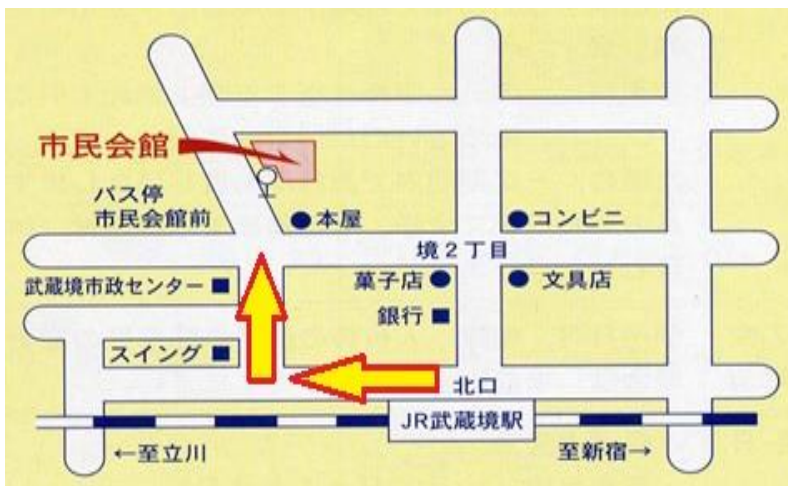 市民会館
バス停
市民会館前
本屋
コンビニ
境2丁目
武蔵境市政センター
菓子店
文具店
銀行
スイング
北口
JR武蔵境駅
←至立川
至新宿→